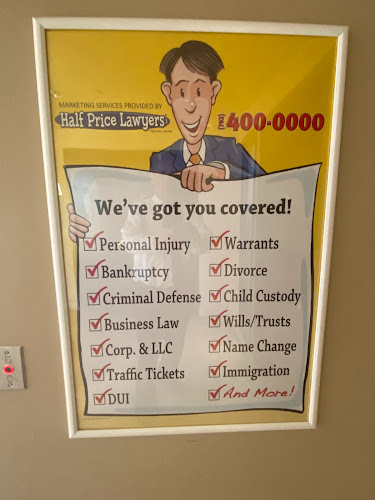 MARKETING SERVICES PROVIDED BY
Half Price Lawyers
(702) 400-0000
We've got you covered!
Personal Injury
Bankruptcy
Criminal Defense
Business Law
Corp. & LLC
Traffic Tickets
DUI
Warrants
Divorce
Child Custody
Wills/Trusts
Name Change
Immigration
And More!